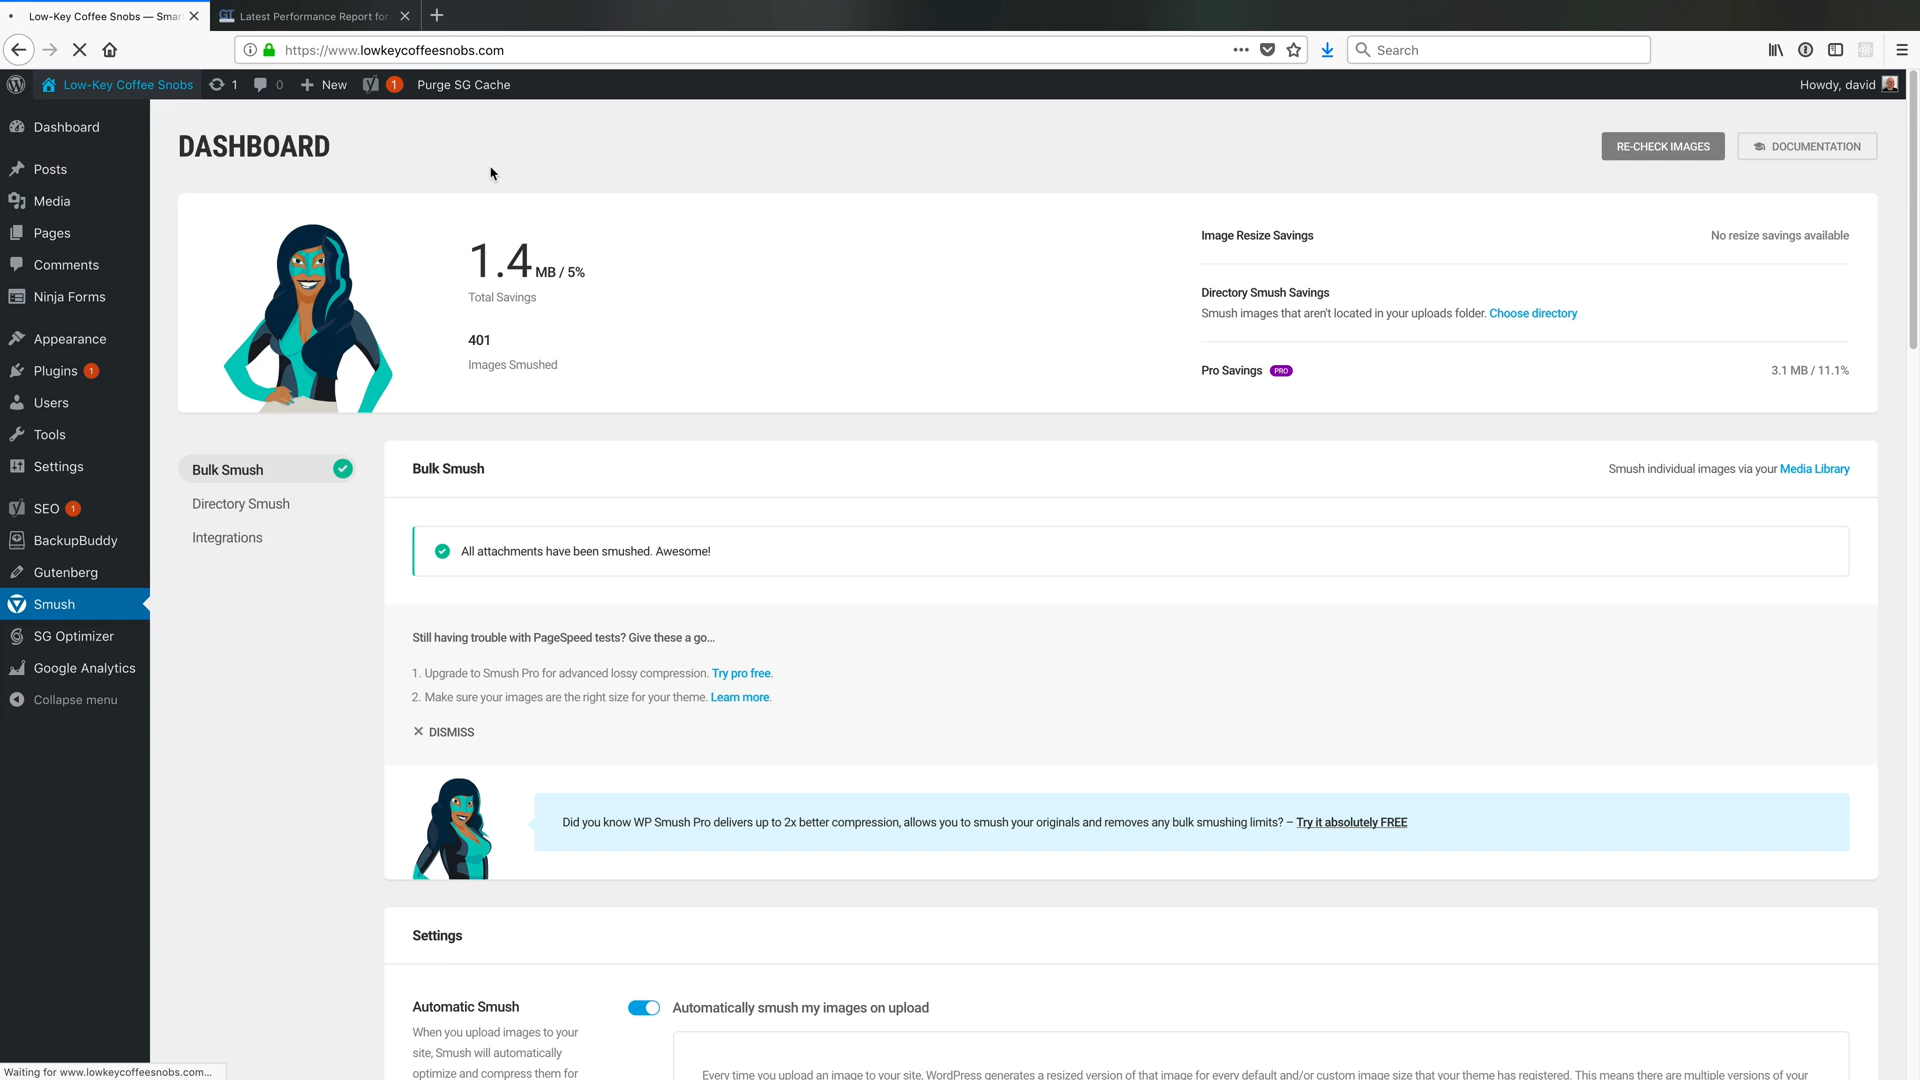 Low-Key Coffee Snobs — Smar
Latest Performance Report for
https://www.lowkeycoffeesnobs.com
Search
Low-Key Coffee Snobs
1
0
New
1
Purge SG Cache
Howdy, david
Dashboard
Posts
Media
Pages
Comments
Ninja Forms
Appearance
Plugins 1
Users
Tools
Settings
SEO 1
BackupBuddy
Gutenberg
Smush
SG Optimizer
Google Analytics
Collapse menu
DASHBOARD
RE-CHECK IMAGES
DOCUMENTATION
1.4 MB / 5%
Total Savings
401
Images Smushed
Image Resize Savings
No resize savings available
Directory Smush Savings
Smush images that aren't located in your uploads folder. Choose directory
Pro Savings PRO
3.1 MB / 11.1%
Bulk Smush
Directory Smush
Integrations
Bulk Smush
Smush individual images via your Media Library
All attachments have been smushed. Awesome!
Still having trouble with PageSpeed tests? Give these a go...
1. Upgrade to Smush Pro for advanced lossy compression. Try pro free.
2. Make sure your images are the right size for your theme. Learn more.
DISMISS
Did you know WP Smush Pro delivers up to 2x better compression, allows you to smush your originals and removes any bulk smushing limits? – Try it absolutely FREE
Settings
Automatic Smush
When you upload images to your
site, Smush will automatically
optimize and compress them for
Automatically smush my images on upload
Every time you upload an image to your site, WordPress generates a resized version of that image for every default and/or custom image size that your theme has registered. This means there are multiple versions of your
Waiting for www.lowkeycoffeesnobs.com...